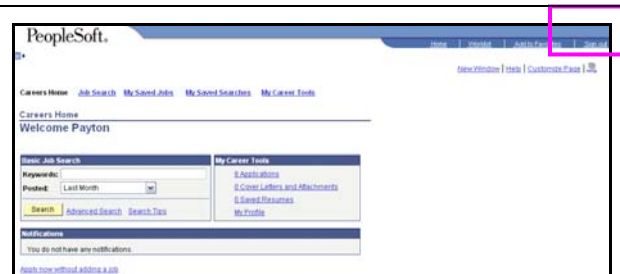 PeopleSoft.
Home | Worklist | Add to Favorites | Sign out
New Window | Help | Customize Page |
Careers Home Job Search My Saved Jobs My Saved Searches My Career Tools
Careers Home
Welcome Payton
Basic Job Search
Keywords:
Posted: Last Month
Search Advanced Search Search Tips
My Career Tools
0 Applications
0 Cover Letters and Attachments
0 Saved Resumes
My Profile
Notifications
You do not have any notifications.
Apply now without adding a job